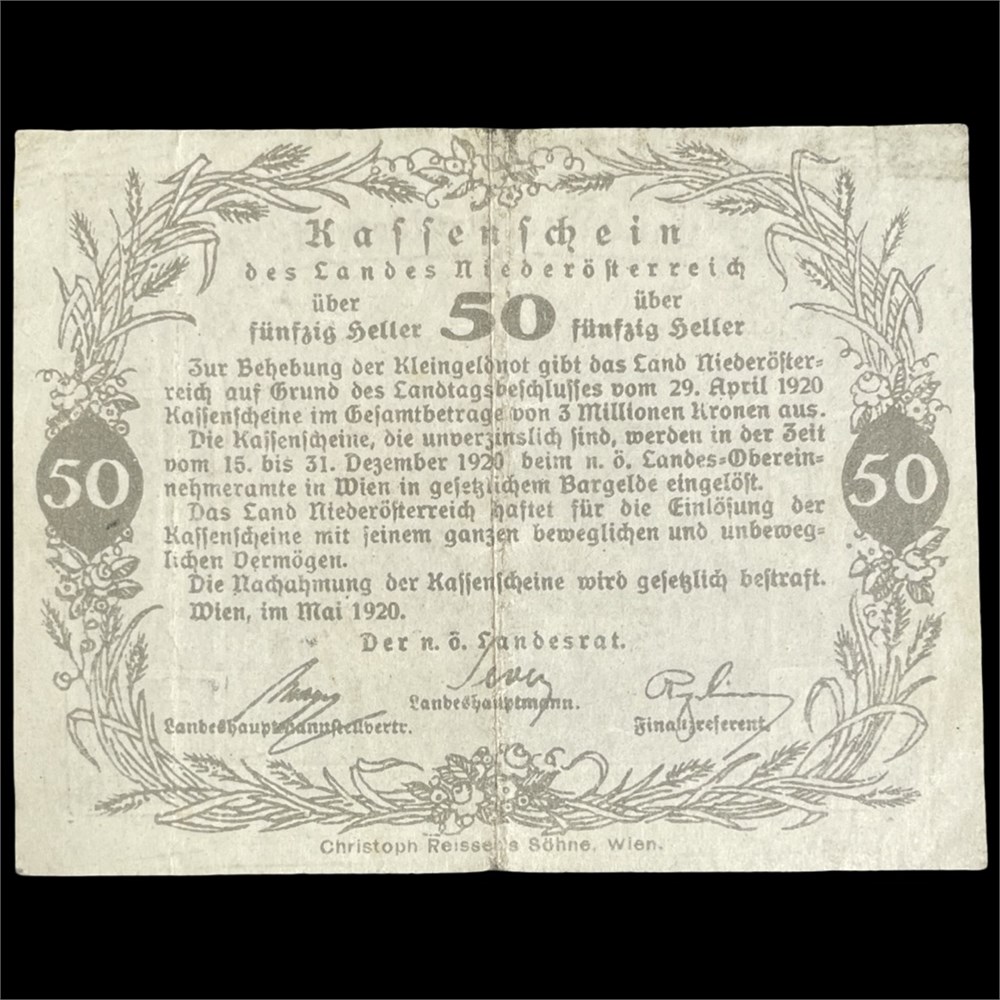 Kassenschein
des Landes Niederösterreich
über 50 über
fünfzig Heller fünfzig Heller
Zur Behebung der Kleingeldnot gibt das Land Niederöster-
reich auf Grund des Landtagsbeschlusses vom 29. April 1920
Kassenscheine im Gesamtbetrage von 3 Millionen Kronen aus.
Die Kassenscheine, die unverzinslich sind, werden in der Zeit
vom 15. bis 31. Dezember 1920 beim n. ö. Landes-Oberein-
nehmeramte in Wien in gesetzlichem Bargelde eingelöst.
Das Land Niederösterreich haftet für die Einlösung der
Kassenscheine mit seinem ganzen beweglichen und unbeweg-
lichen Vermögen.
Die Nachahmung der Kassenscheine wird gesetzlich bestraft.
Wien, im Mai 1920.
50
50
Der n. ö. Landesrat.
Landeshauptmann.
Landeshauptmannstellvertr.
Finanzreferent.
Christoph Reisser's Söhne, Wien.